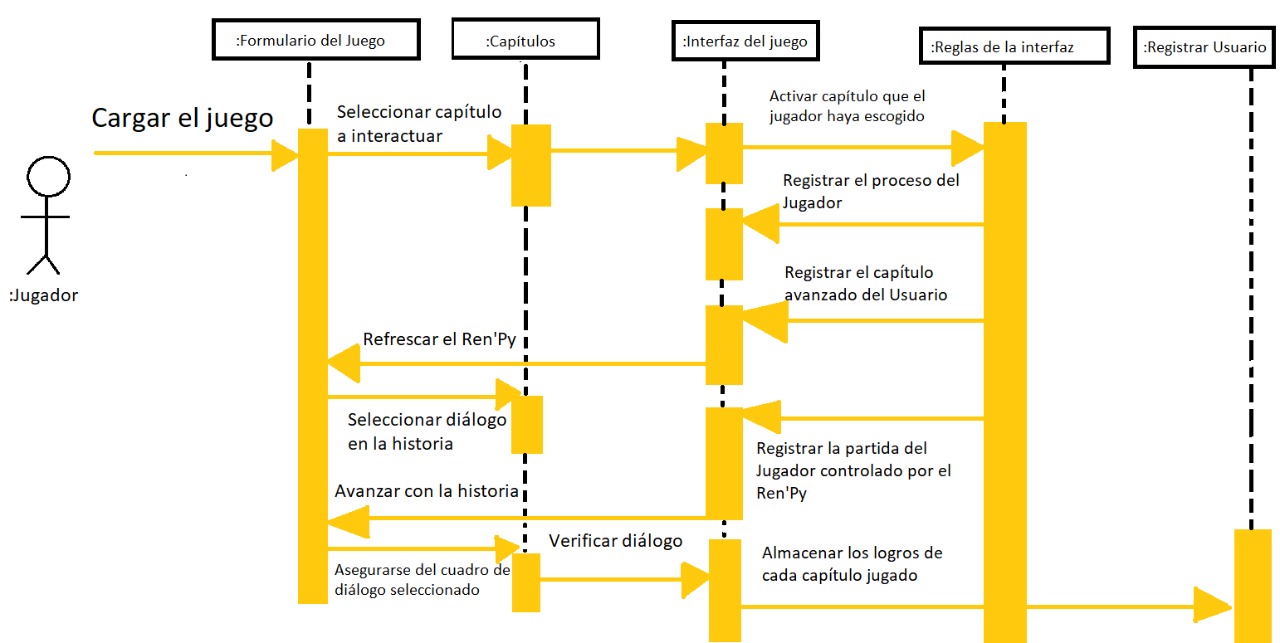 :Formulario del Juego
:Capítulos
:Interfaz del juego
:Reglas de la interfaz
:Registrar Usuario
Cargar el juego
Seleccionar capítulo
a interactuar
Activar capítulo que el
jugador haya escogido
Registrar el proceso del
Jugador
:Jugador
Registrar el capítulo
avanzado del Usuario
Refrescar el Ren'Py
Seleccionar diálogo
en la historia
Registrar la partida del
Jugador controlado por el
Ren'Py
Avanzar con la historia
Verificar diálogo
Asegurarse del cuadro de
diálogo seleccionado
Almacenar los logros de
cada capítulo jugado